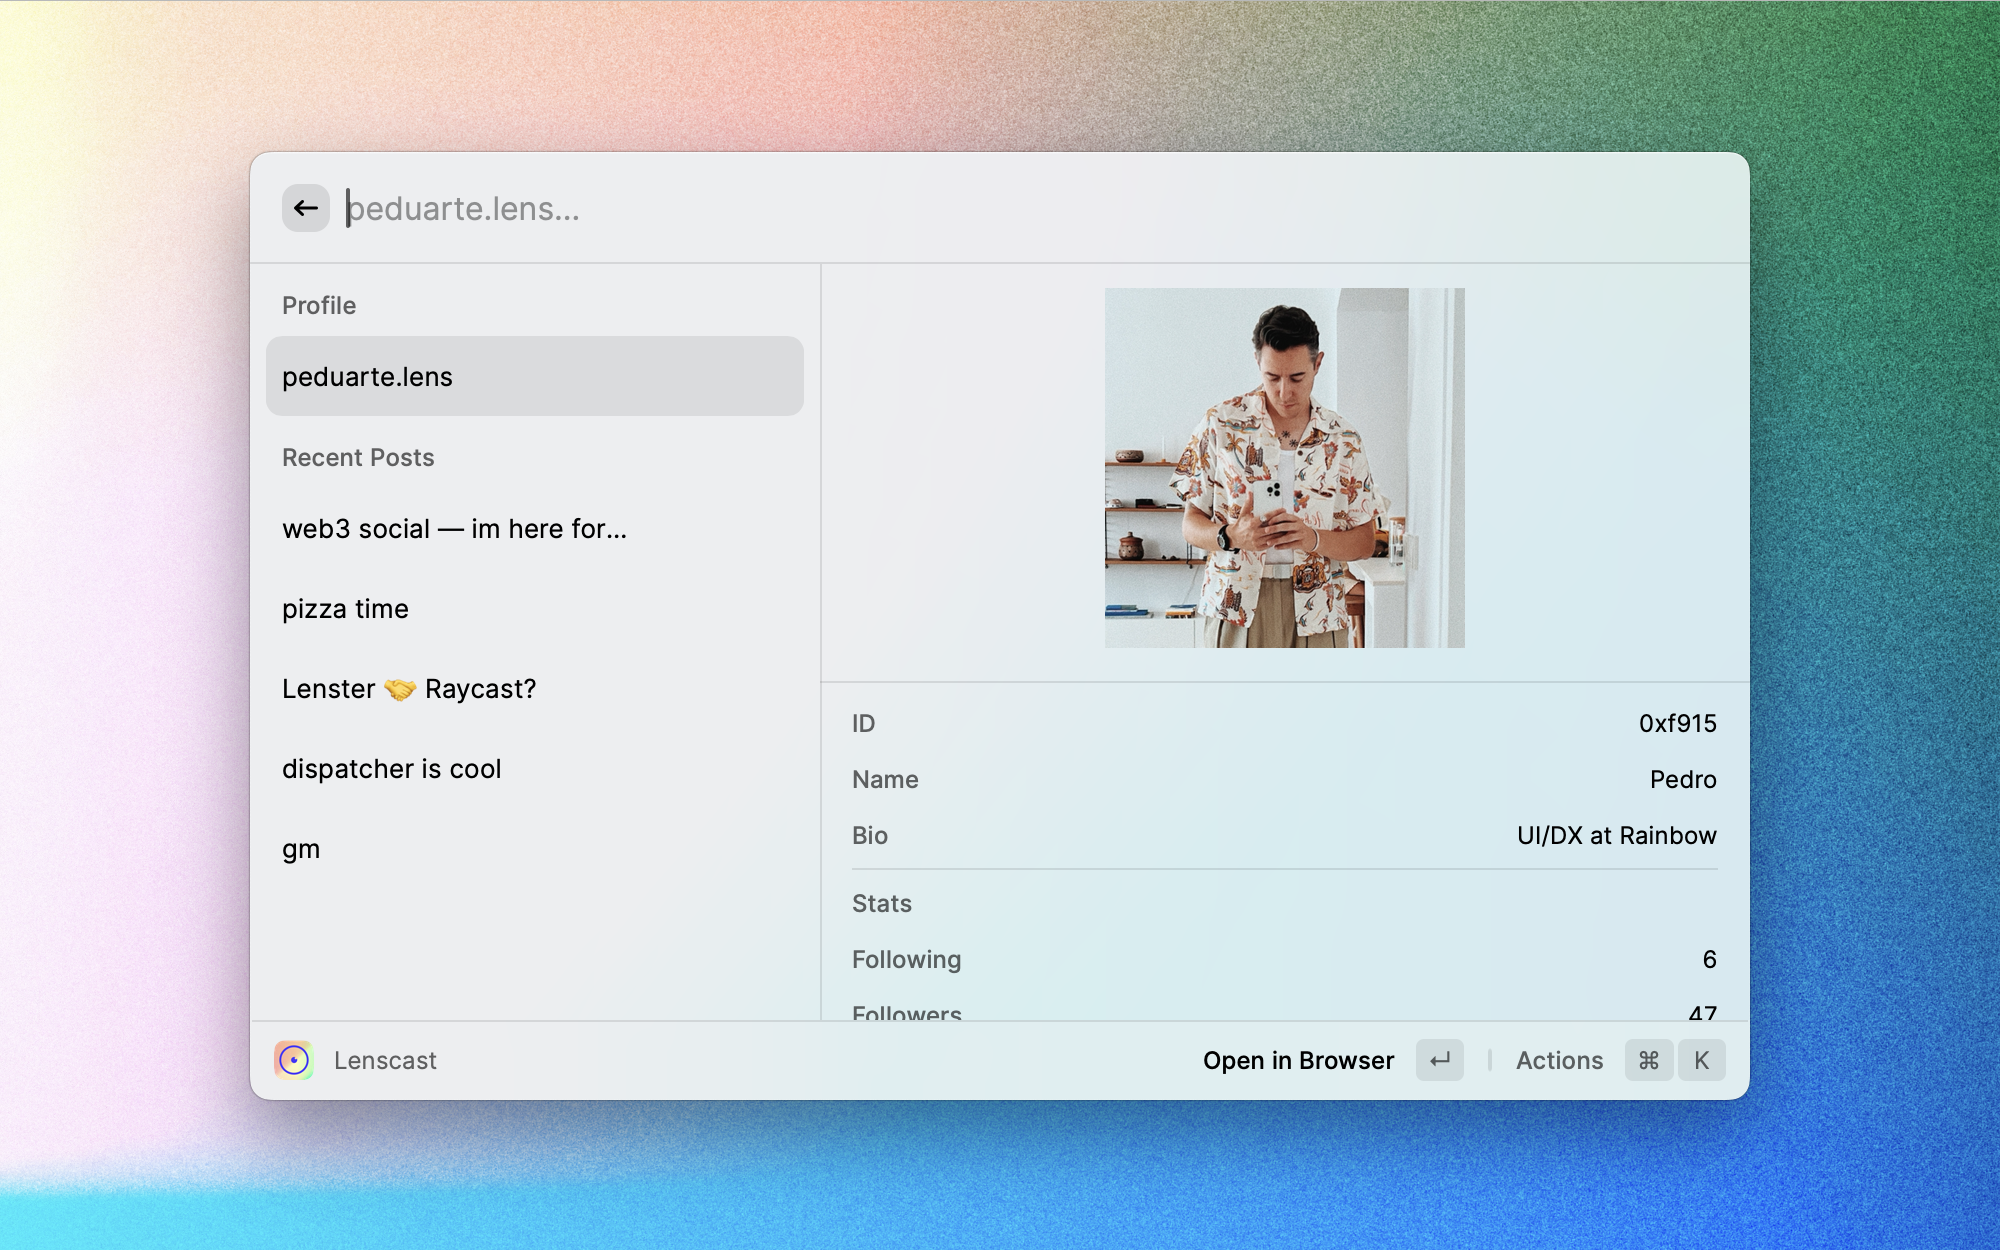 peduarte.lens...
Profile
peduarte.lens
Recent Posts
web3 social — im here for...
pizza time
Lenster 🤝 Raycast?
dispatcher is cool
gm
ID 0xf915
Name Pedro
Bio UI/DX at Rainbow
Stats
Following 6
Followers 47
Lenscast
Open in Browser ↵ | Actions ⌘ K